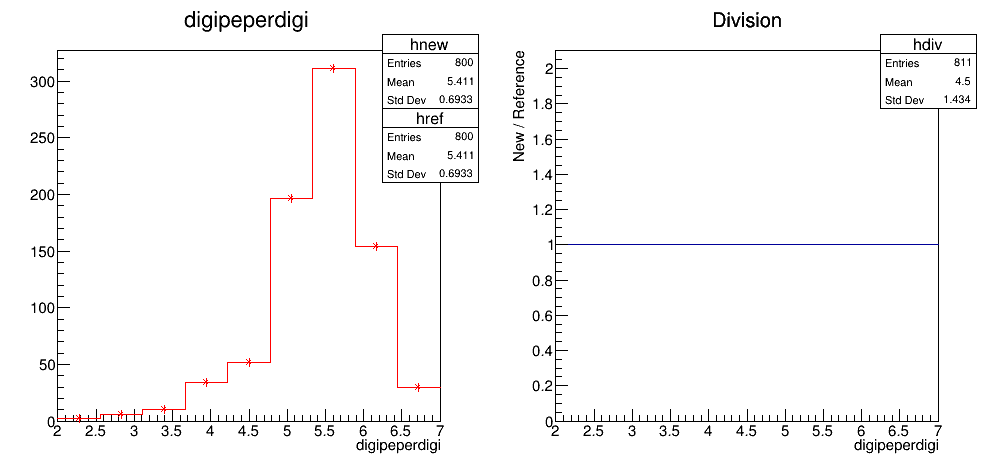 digipeperdigi
hnew
Entries 800
Mean 5.411
Std Dev 0.6933
href
Entries 800
Mean 5.411
Std Dev 0.6933
300
250
200
150
100
50
0
2 2.5 3 3.5 4 4.5 5 5.5 6 6.5 7
digipeperdigi
Division
hdiv
Entries 811
Mean 4.5
Std Dev 1.434
New / Reference
2
1.8
1.6
1.4
1.2
1
0.8
0.6
0.4
0.2
0
2 2.5 3 3.5 4 4.5 5 5.5 6 6.5 7
digipeperdigi